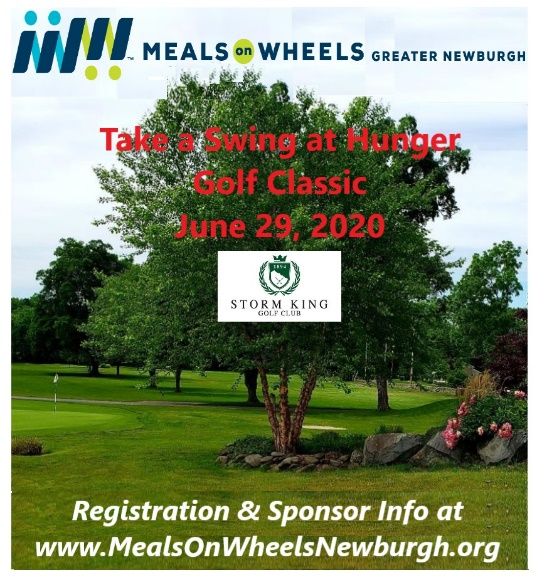 MEALS on WHEELS GREATER NEWBURGH
Take a Swing at Hunger
Golf Classic
June 29, 2020
1894
STORM KING
GOLF CLUB
Registration & Sponsor Info at
www.MealsOnWheelsNewburgh.org